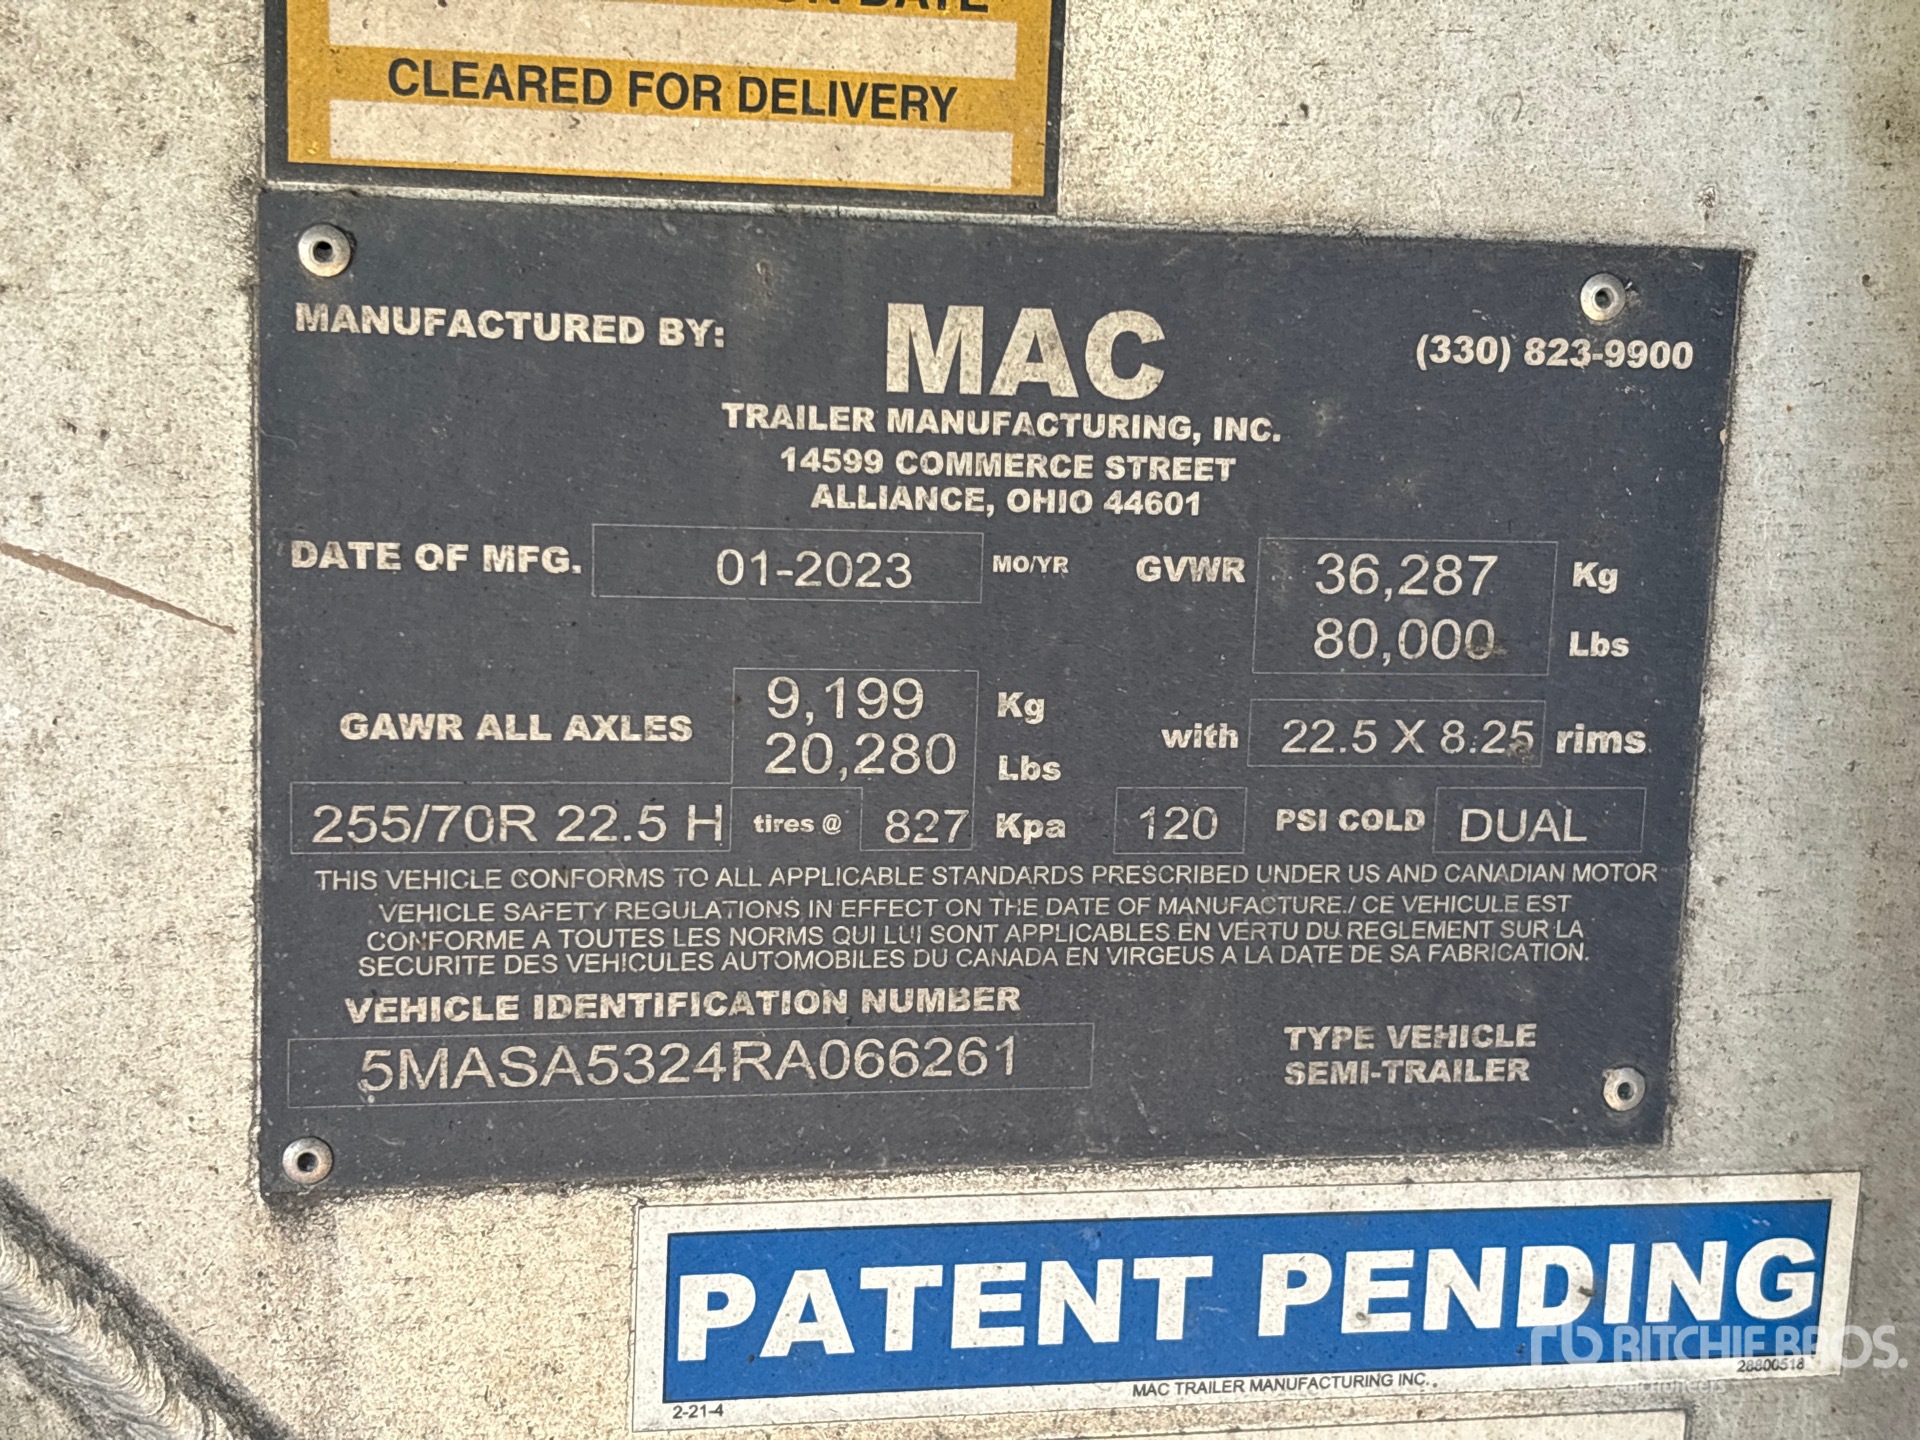 DATE
CLEARED FOR DELIVERY
MANUFACTURED BY:
MAC
(330) 823-9900
TRAILER MANUFACTURING, INC.
14599 COMMERCE STREET
ALLIANCE, OHIO 44601
DATE OF MFG. 01-2023 MO/YR GVWR 36,287 Kg
80,000 Lbs
GAWR ALL AXLES 9,199 Kg
20,280 Lbs with 22.5 X 8.25 rims
255/70R 22.5 H tires @ 827 Kpa 120 PSI COLD DUAL
THIS VEHICLE CONFORMS TO ALL APPLICABLE STANDARDS PRESCRIBED UNDER US AND CANADIAN MOTOR
VEHICLE SAFETY REGULATIONS IN EFFECT ON THE DATE OF MANUFACTURE./ CE VEHICULE EST
CONFORME A TOUTES LES NORMS QUI LUI SONT APPLICABLES EN VERTU DU REGLEMENT SUR LA
SECURITE DES VEHICULES AUTOMOBILES DU CANADA EN VIRGEUS A LA DATE DE SA FABRICATION.
VEHICLE IDENTIFICATION NUMBER
5MASA5324RA066261
TYPE VEHICLE
SEMI-TRAILER
PATENT PENDING
28800518
MAC TRAILER MANUFACTURING INC.
2-21-4
RITCHIE BROS.
Auctioneers